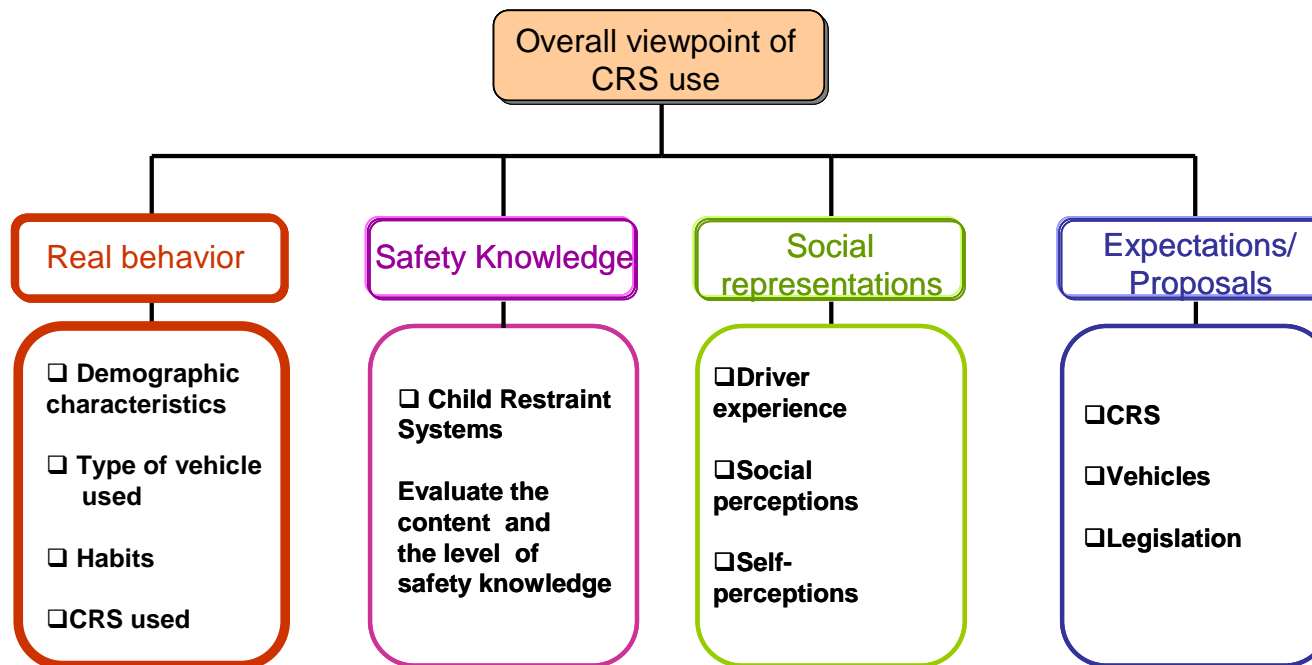 Overall viewpoint of
CRS use
Real behavior
❑ Demographic
characteristics
❑ Type of vehicle
used
❑ Habits
❑CRS used
Safety Knowledge
❑ Child Restraint
Systems
Evaluate the
content and
the level of
safety knowledge
Social
representations
❑Driver
experience
❑Social
perceptions
❑Self-
perceptions
Expectations/
Proposals
❑CRS
❑Vehicles
❑Legislation